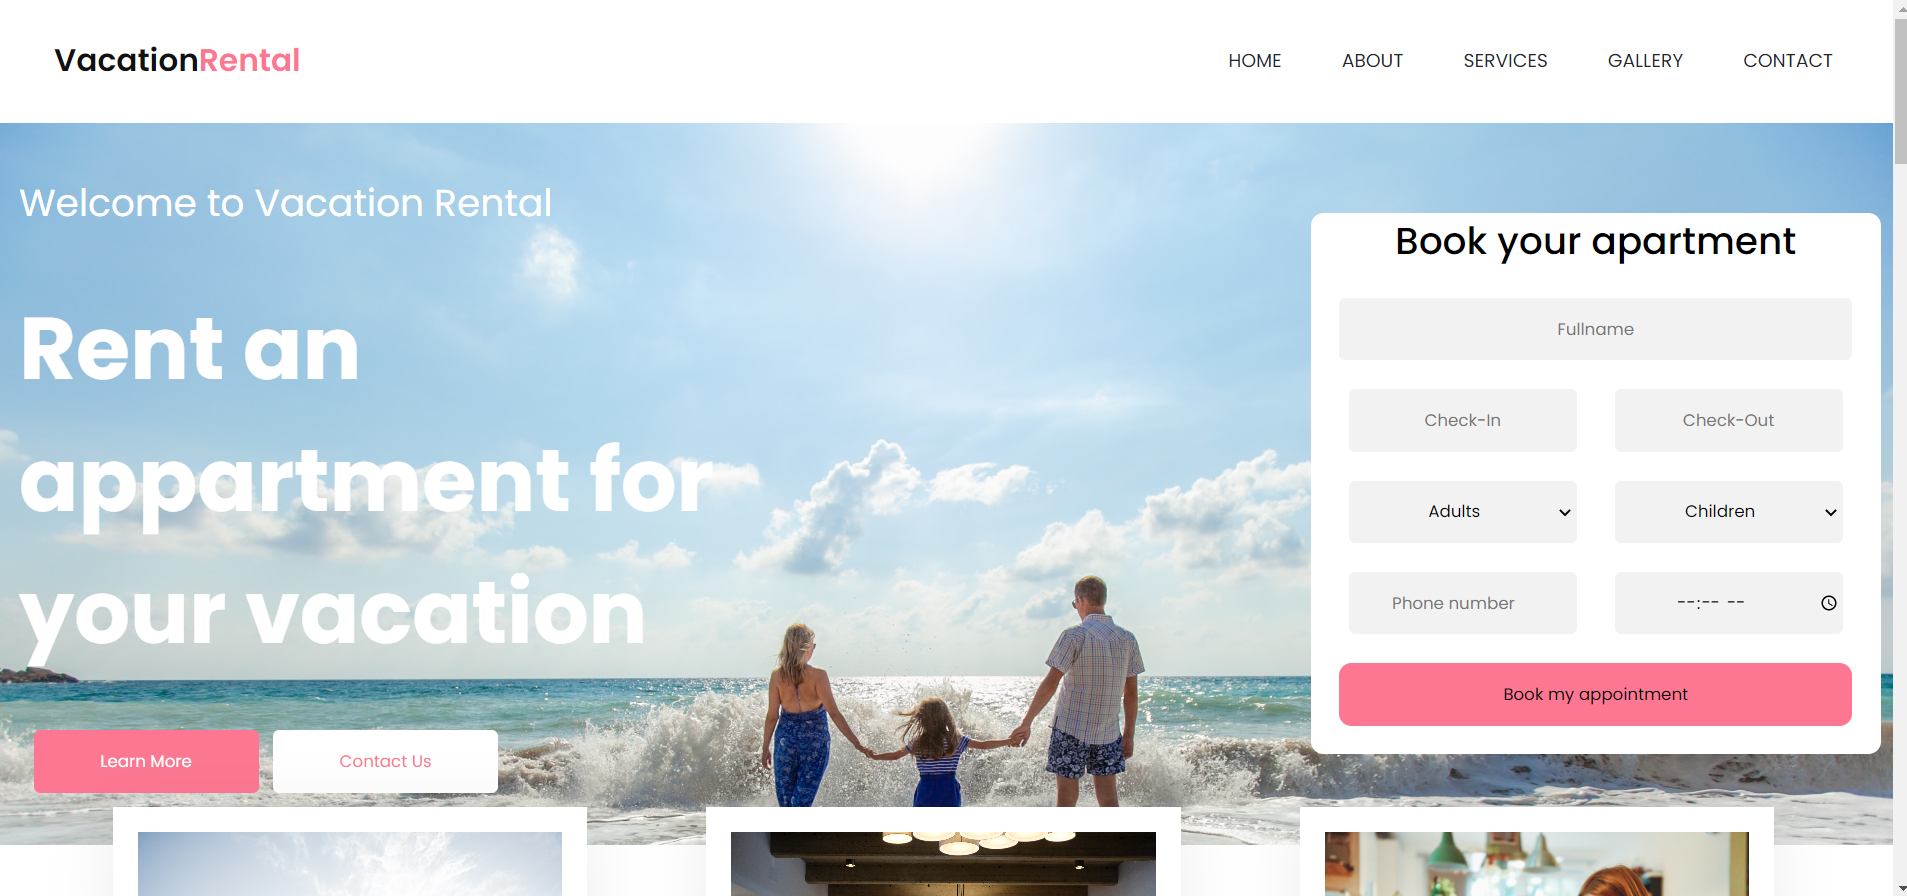 VacationRental
HOME ABOUT SERVICES GALLERY CONTACT
Welcome to Vacation Rental
Rent an
appartment for
your vacation
Learn More
Contact Us
Book your apartment
Fullname
Check-In
Check-Out
Adults
Children
Phone number
--:-- --
Book my appointment